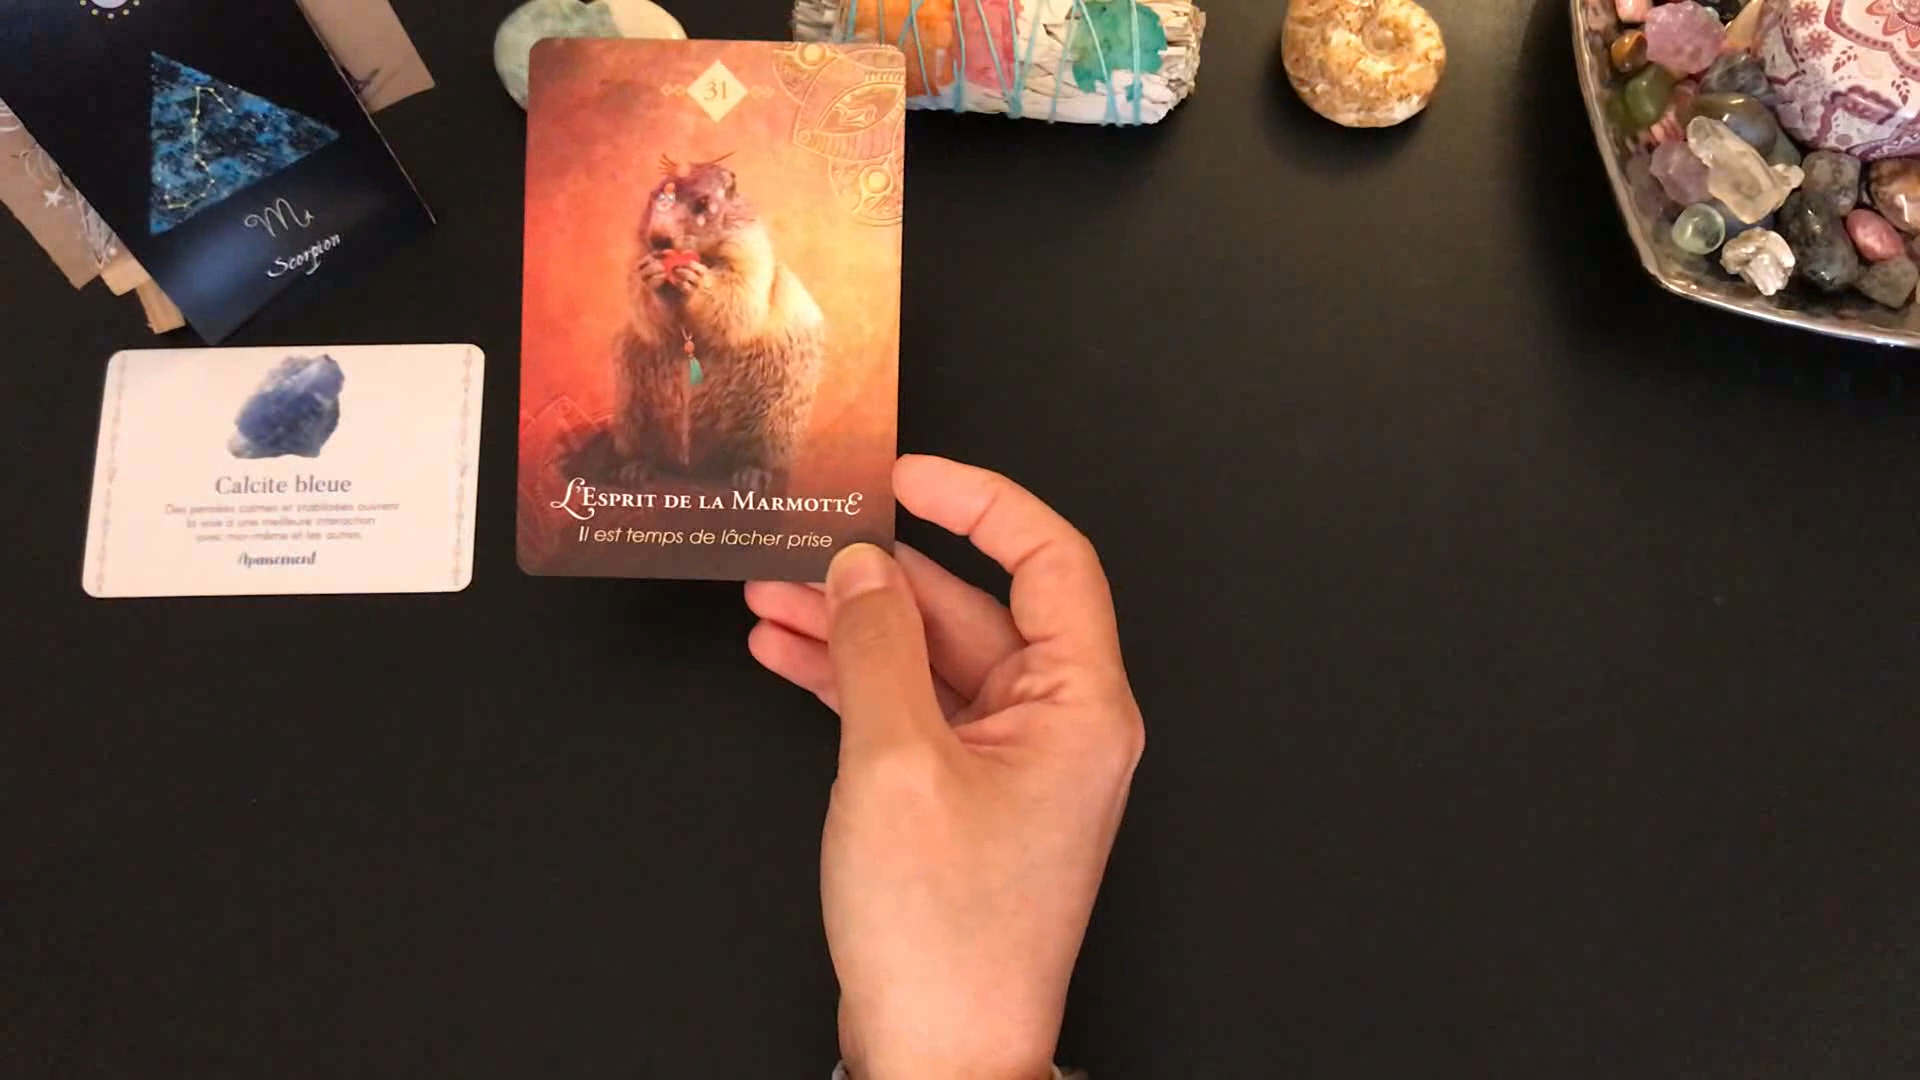 Scorpion
31
L'Esprit de la Marmotte
Il est temps de lâcher prise
Calcite bleue
Des pensées calmes et stabilisées ouvrent
la voie à une meilleure interaction
avec moi-même et les autres.
Apaisement